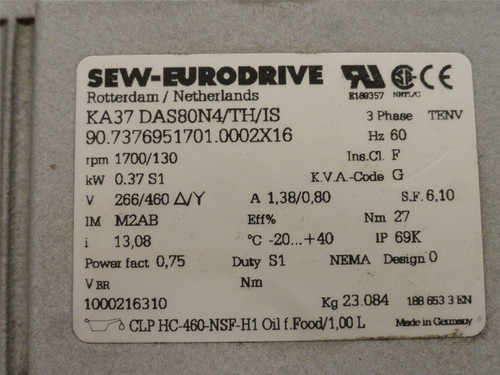 SEW-EURODRIVE
Rotterdam / Netherlands
E189357 NRTL/C
KA37 DAS80N4/TH/IS 3 Phase TENV
90.7376951701.0002X16 Hz 60
rpm 1700/130 Ins.Cl. F
kW 0.37 S1 K.V.A.-Code G
V 266/460 Δ/Y A 1,38/0,80 S.F. 6,10
IM M2AB Eff% Nm 27
i 13,08 °C -20...+40 IP 69K
Power fact 0,75 Duty S1 NEMA Design 0
V BR Nm
1000216310 Kg 23.084 188 653 3 EN
CLP HC-460-NSF-H1 Oil f.Food/1,00 L Made in Germany